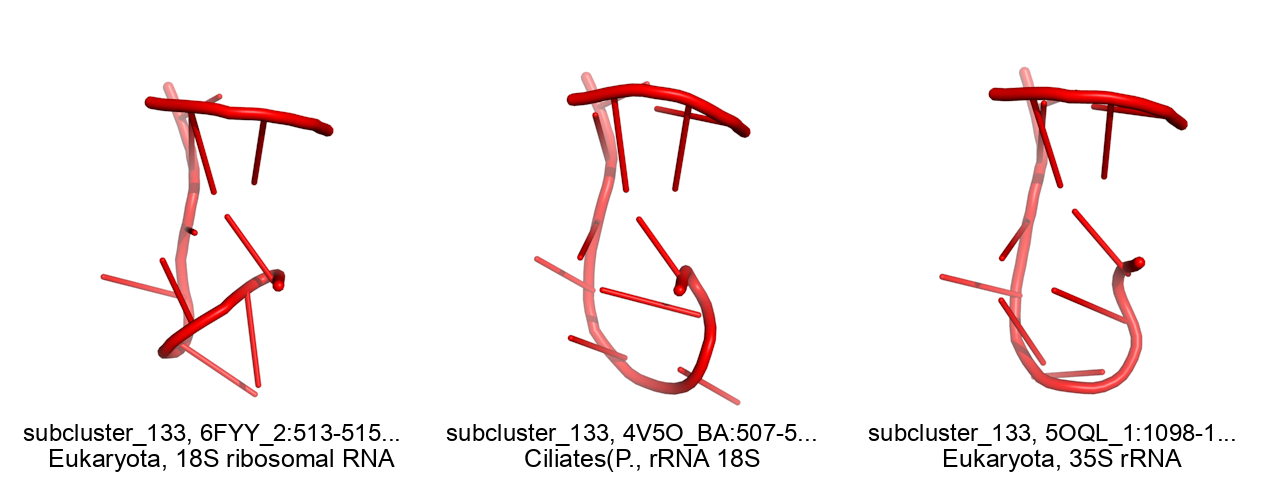 subcluster_133, 6FYY_2:513-515...
Eukaryota, 18S ribosomal RNA
subcluster_133, 4V5O_BA:507-5...
Ciliates(P., rRNA 18S
subcluster_133, 5OQL_1:1098-1...
Eukaryota, 35S rRNA